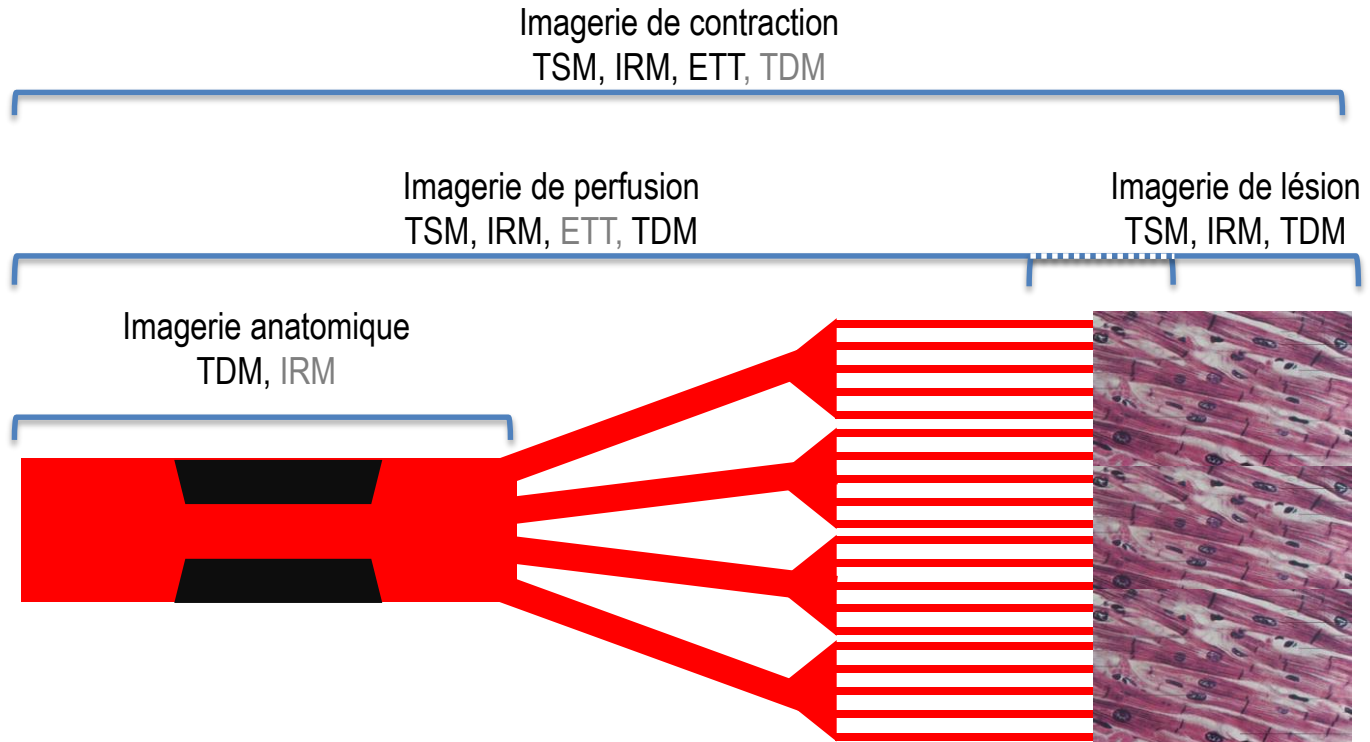 Imagerie de contraction
TSM, IRM, ETT, TDM
Imagerie de perfusion
TSM, IRM, ETT, TDM
Imagerie de lésion
TSM, IRM, TDM
Imagerie anatomique
TDM, IRM